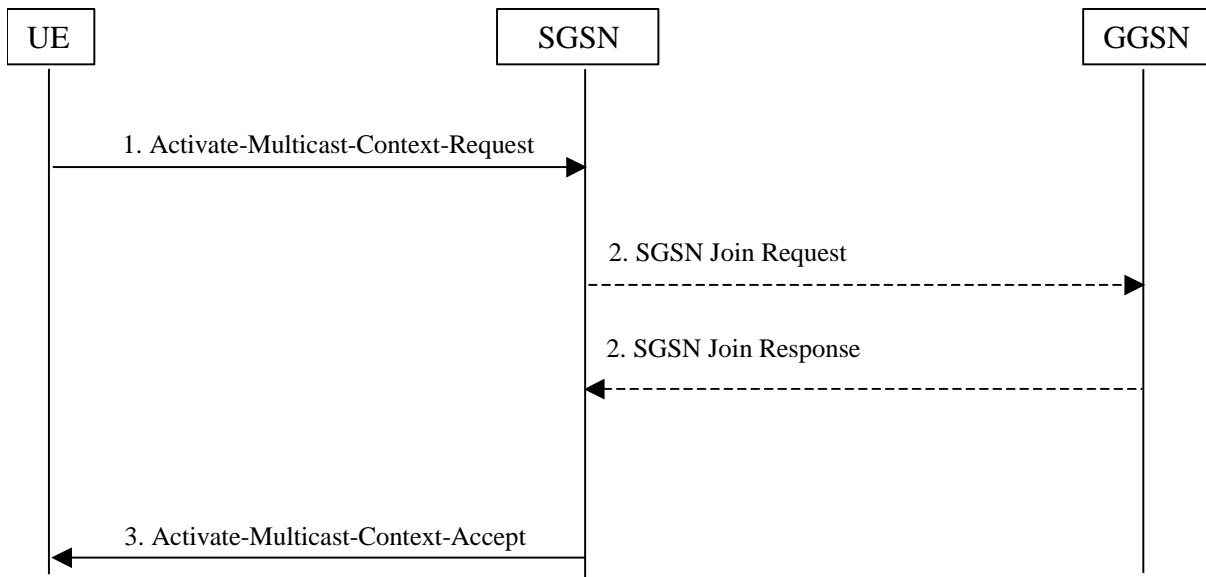 UE
SGSN
GGSN
1. Activate-Multicast-Context-Request
2. SGSN Join Request
2. SGSN Join Response
3. Activate-Multicast-Context-Accept